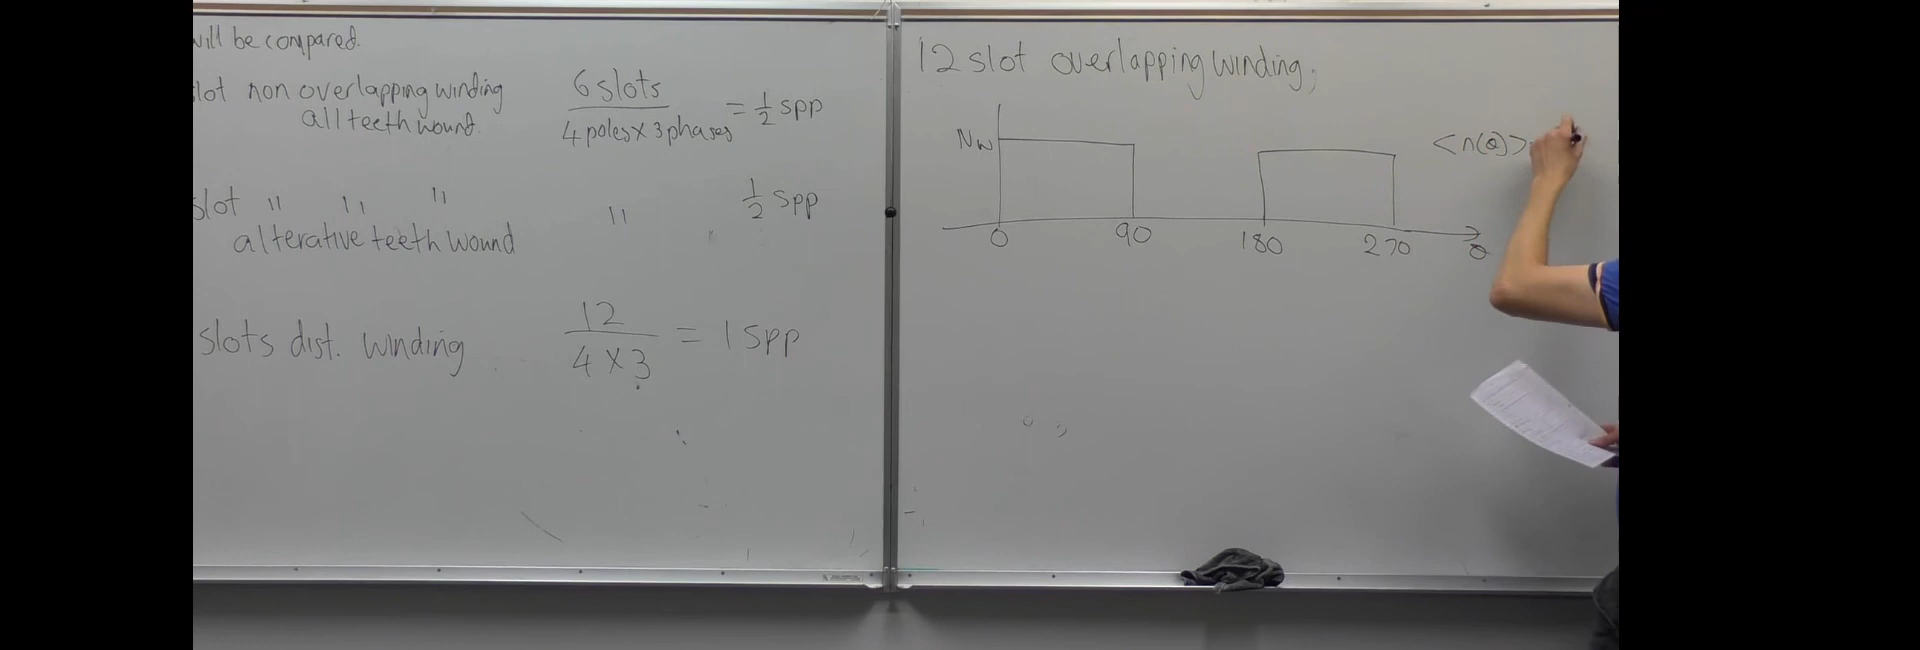 will be compared.
slot non overlapping winding 6 slots
all teeth wound. 4 poles × 3 phases = 1/2 spp
slot " " " " 1/2 spp
alterative teeth wound
slots dist. winding 12 / 4 × 3 = 1 spp
12 slot overlapping winding;
Nw
<n(θ)>
0 90 180 270 θ